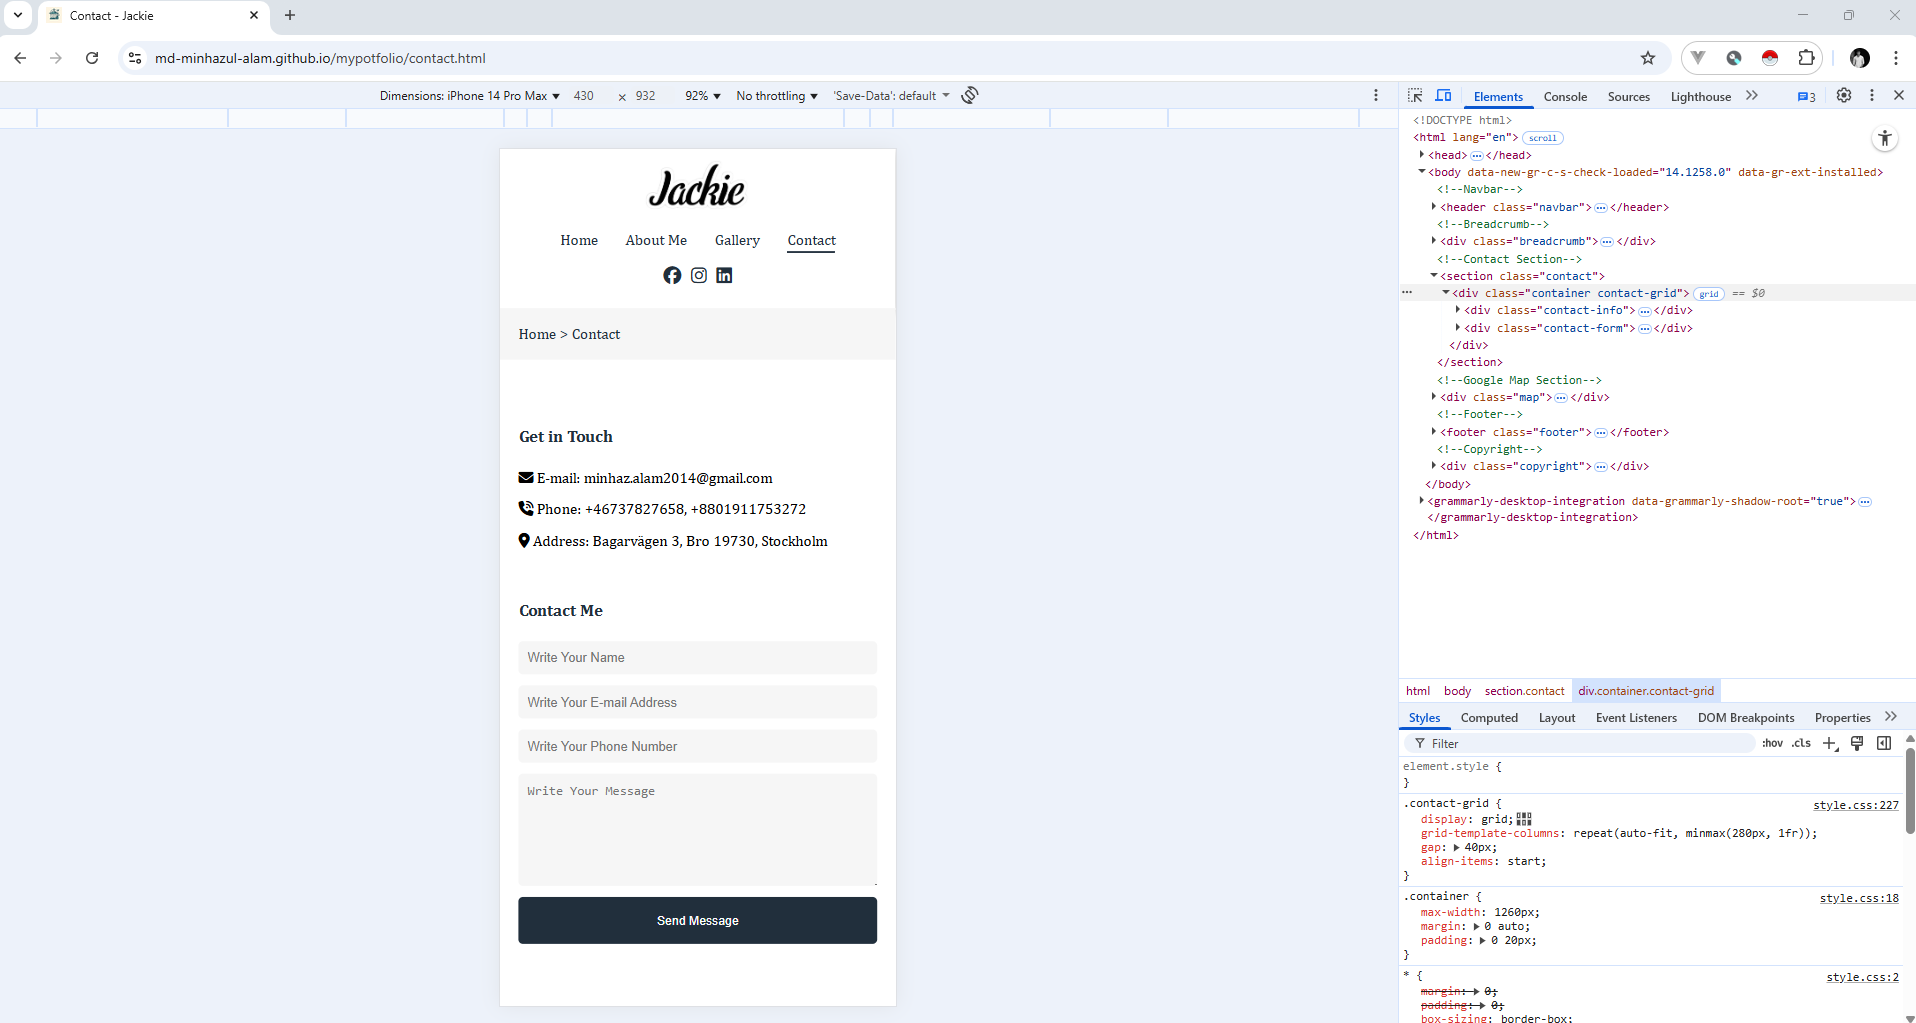 Contact - Jackie
md-minhazul-alam.github.io/mypotfolio/contact.html
Dimensions: iPhone 14 Pro Max 430 × 932 92% No throttling 'Save-Data': default
Elements Console Sources Lighthouse 3
Jackie
Home About Me Gallery Contact
Home > Contact
Get in Touch
E-mail: minhaz.alam2014@gmail.com
Phone: +46737827658, +8801911753272
Address: Bagarvägen 3, Bro 19730, Stockholm
Contact Me
Write Your Name
Write Your E-mail Address
Write Your Phone Number
Write Your Message
Send Message
<!DOCTYPE html>
<html lang="en"> scroll
<head> … </head>
<body data-new-gr-c-s-check-loaded="14.1258.0" data-gr-ext-installed>
<!--Navbar-->
<header class="navbar"> … </header>
<!--Breadcrumb-->
<div class="breadcrumb"> … </div>
<!--Contact Section-->
<section class="contact">
<div class="container contact-grid"> grid == $0
<div class="contact-info"> … </div>
<div class="contact-form"> … </div>
</div>
</section>
<!--Google Map Section-->
<div class="map"> … </div>
<!--Footer-->
<footer class="footer"> … </footer>
<!--Copyright-->
<div class="copyright"> … </div>
</body>
<grammarly-desktop-integration data-grammarly-shadow-root="true"> …
</grammarly-desktop-integration>
</html>
html body section.contact div.container.contact-grid
Styles Computed Layout Event Listeners DOM Breakpoints Properties
Filter :hov .cls
element.style {
}
.contact-grid { style.css:227
display: grid;
grid-template-columns: repeat(auto-fit, minmax(280px, 1fr));
gap: 40px;
align-items: start;
}
.container { style.css:18
max-width: 1260px;
margin: 0 auto;
padding: 0 20px;
}
* { style.css:2
margin: 0;
padding: 0;
box-sizing: border-box;